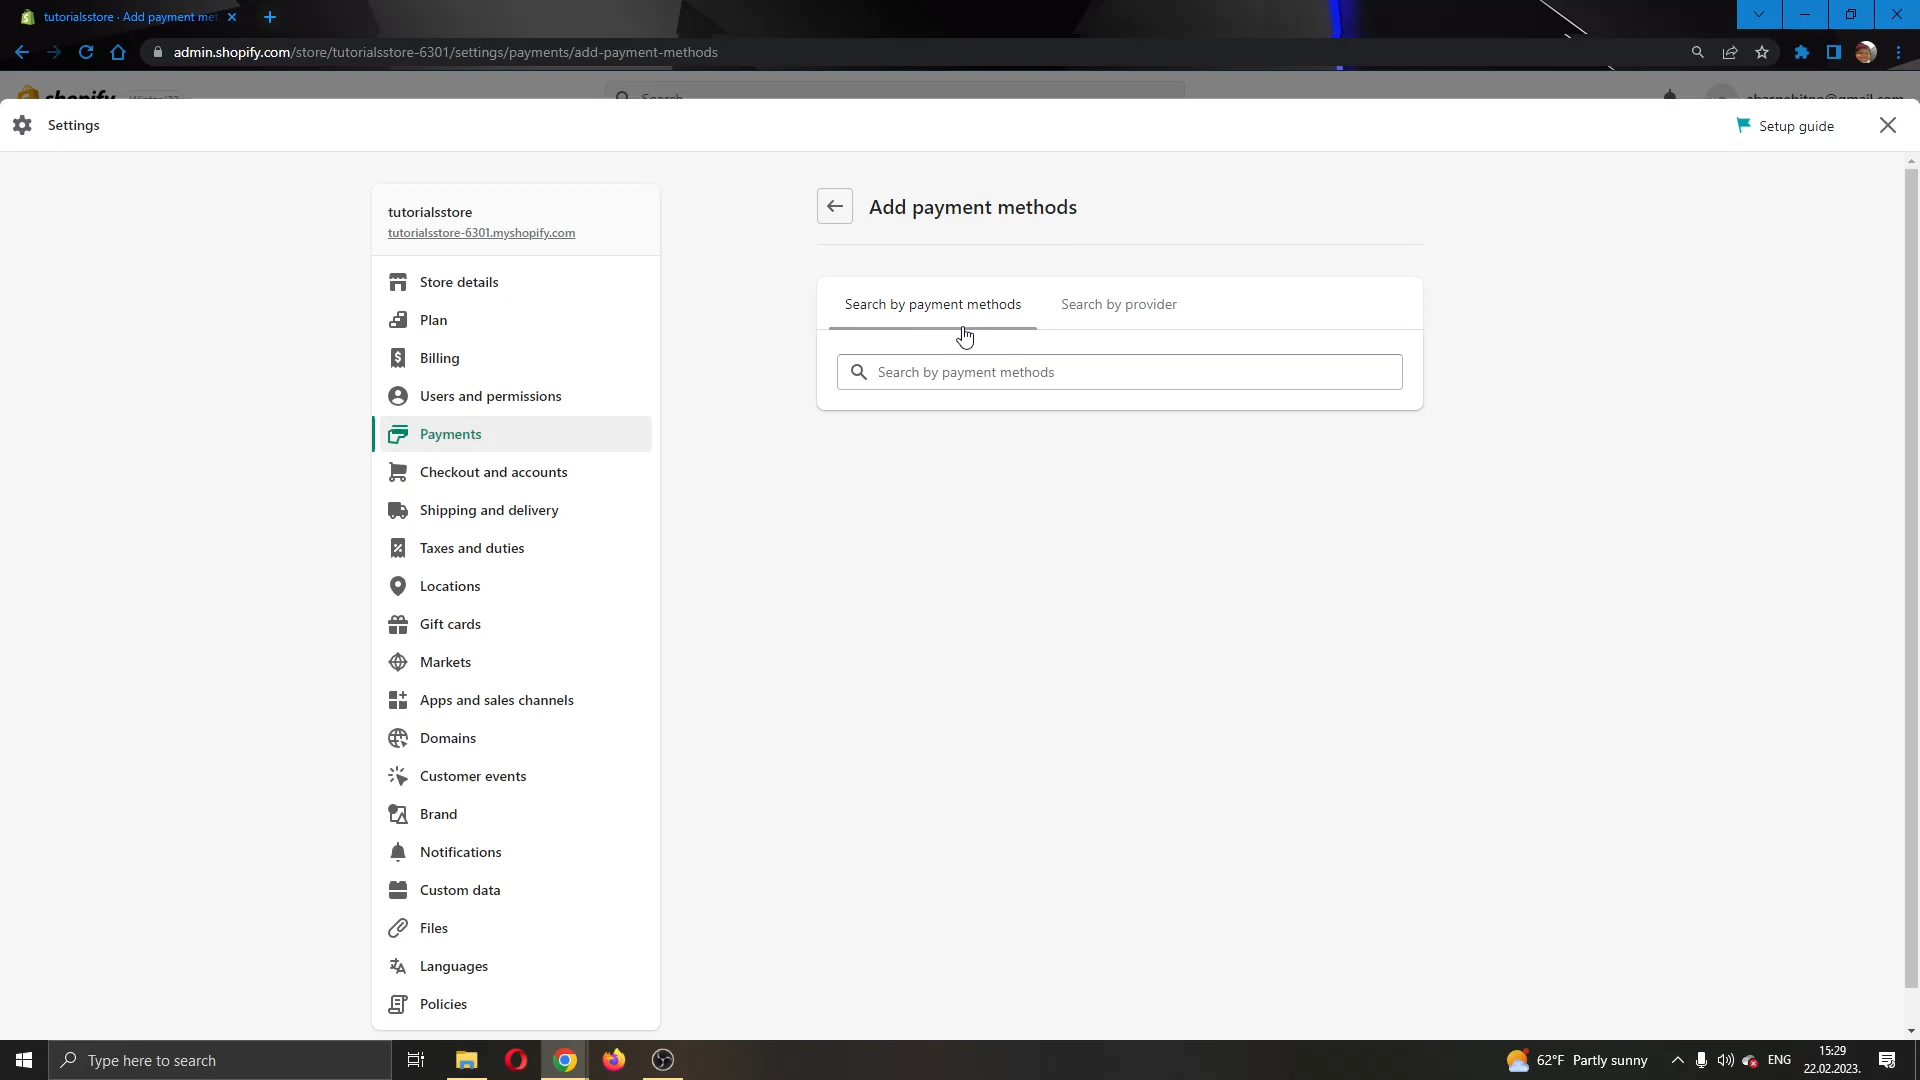 tutorialsstore · Add payment met
admin.shopify.com/store/tutorialsstore-6301/settings/payments/add-payment-methods
shopify
Search
Settings
Setup guide
tutorialsstore
tutorialsstore-6301.myshopify.com
Store details
Plan
Billing
Users and permissions
Payments
Checkout and accounts
Shipping and delivery
Taxes and duties
Locations
Gift cards
Markets
Apps and sales channels
Domains
Customer events
Brand
Notifications
Custom data
Files
Languages
Policies
Add payment methods
Search by payment methods
Search by provider
Search by payment methods
Type here to search
62°F Partly sunny
ENG
15:29
22.02.2023.